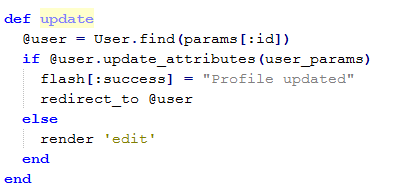 def update
  @user = User.find(params[:id])
  if @user.update_attributes(user_params)
    flash[:success] = "Profile updated"
    redirect_to @user
  else
    render 'edit'
  end
end